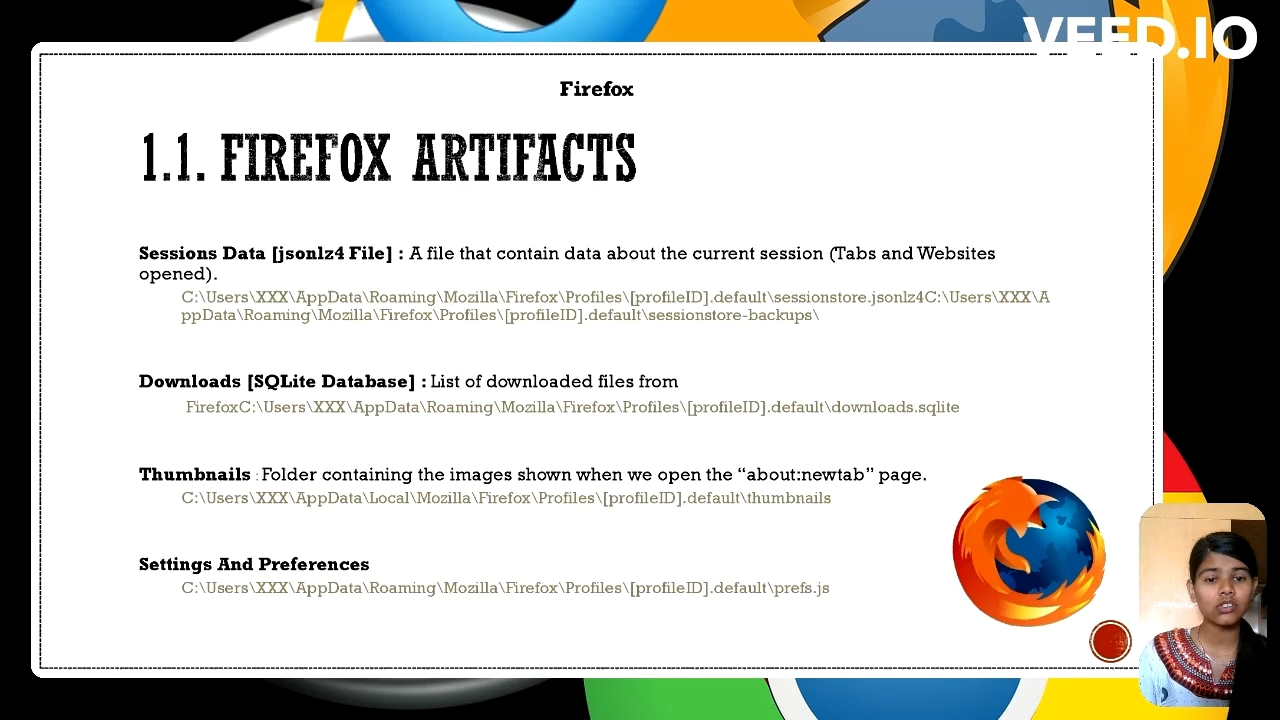 VEED.IO
Firefox
1.1. FIREFOX ARTIFACTS
Sessions Data [jsonlz4 File] : A file that contain data about the current session (Tabs and Websites
opened).
C:\Users\XXX\AppData\Roaming\Mozilla\Firefox\Profiles\[profileID].default\sessionstore.jsonlz4C:\Users\XXX\A
ppData\Roaming\Mozilla\Firefox\Profiles\[profileID].default\sessionstore-backups\
Downloads [SQLite Database] : List of downloaded files from
FirefoxC:\Users\XXX\AppData\Roaming\Mozilla\Firefox\Profiles\[profileID].default\downloads.sqlite
Thumbnails : Folder containing the images shown when we open the “about:newtab” page.
C:\Users\XXX\AppData\Local\Mozilla\Firefox\Profiles\[profileID].default\thumbnails
Settings And Preferences
C:\Users\XXX\AppData\Roaming\Mozilla\Firefox\Profiles\[profileID].default\prefs.js